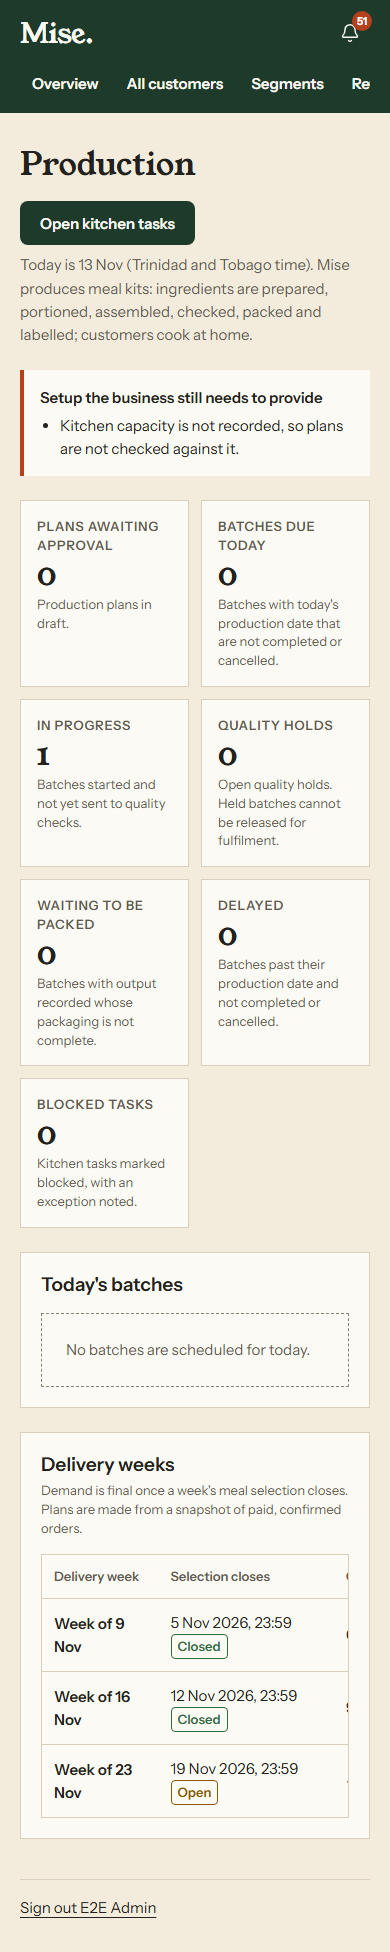 Mise.
51
Overview All customers Segments Re
Production
Open kitchen tasks
Today is 13 Nov (Trinidad and Tobago time). Mise
produces meal kits: ingredients are prepared,
portioned, assembled, checked, packed and
labelled; customers cook at home.
Setup the business still needs to provide
• Kitchen capacity is not recorded, so plans
are not checked against it.
PLANS AWAITING
APPROVAL
0
Production plans in
draft.
BATCHES DUE
TODAY
0
Batches with today's
production date that
are not completed or
cancelled.
IN PROGRESS
1
Batches started and
not yet sent to quality
checks.
QUALITY HOLDS
0
Open quality holds.
Held batches cannot
be released for
fulfilment.
WAITING TO BE
PACKED
0
Batches with output
recorded whose
packaging is not
complete.
DELAYED
0
Batches past their
production date and
not completed or
cancelled.
BLOCKED TASKS
0
Kitchen tasks marked
blocked, with an
exception noted.
Today's batches
No batches are scheduled for today.
Delivery weeks
Demand is final once a week's meal selection closes.
Plans are made from a snapshot of paid, confirmed
orders.
Delivery week Selection closes
Week of 9
Nov
5 Nov 2026, 23:59
Closed
Week of 16
Nov
12 Nov 2026, 23:59
Closed
Week of 23
Nov
19 Nov 2026, 23:59
Open
Sign out E2E Admin